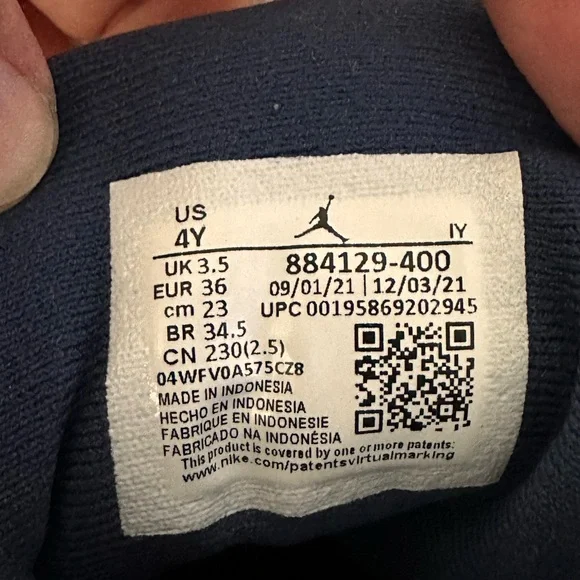 US
4Y
IY
UK 3.5
884129-400
EUR 36
09/01/21 | 12/03/21
cm 23
UPC 00195869202945
BR 34.5
CN 230(2.5)
04WFV0A575CZ8
MADE IN INDONESIA
HECHO EN INDONESIA
FABRIQUE EN INDONESIE
FABRICADO NA INDONÉSIA
This product is covered by one or more patents:
www.nike.com/patentsvirtualmarking